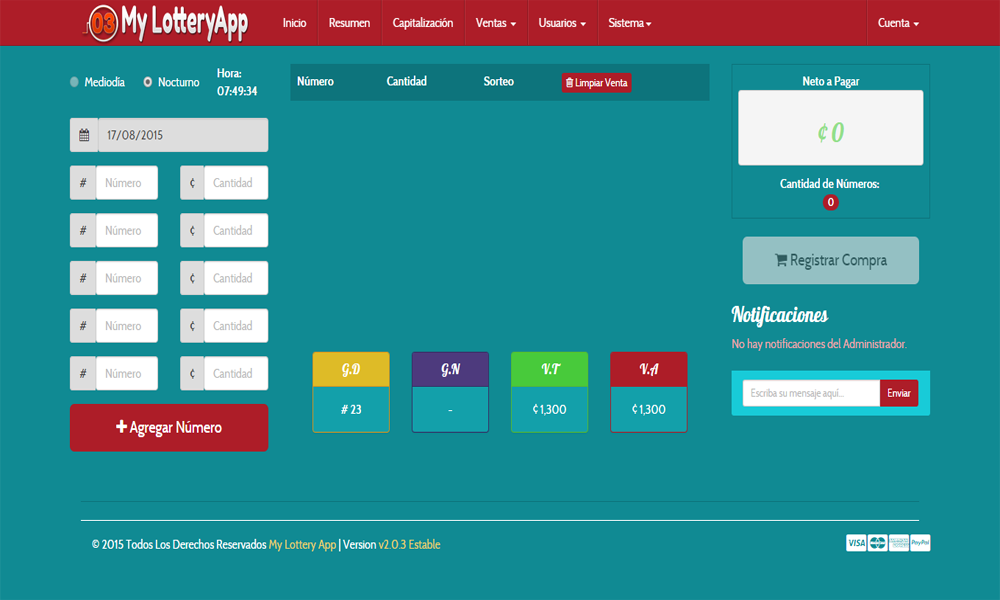 03 My LotteryApp
Inicio Resumen Capitalización Ventas Usuarios Sistema Cuenta
Mediodía Nocturno Hora:
07:49:34
17/08/2015
# Número ¢ Cantidad
# Número ¢ Cantidad
# Número ¢ Cantidad
# Número ¢ Cantidad
# Número ¢ Cantidad
Agregar Número
Número Cantidad Sorteo Limpiar Venta
G.D G.N V.T V.A
# 23 - ¢ 1,300 ¢ 1,300
Neto a Pagar
¢ 0
Cantidad de Números:
0
Registrar Compra
Notificaciones
No hay notificaciones del Administrador.
Escriba su mensaje aquí... Enviar
© 2015 Todos Los Derechos Reservados My Lottery App | Version v2.0.3 Estable
VISA PayPal